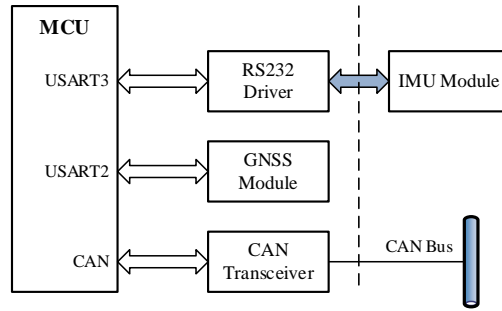 MCU
USART3
RS232
Driver
IMU Module
USART2
GNSS
Module
CAN
CAN
Transceiver
CAN Bus